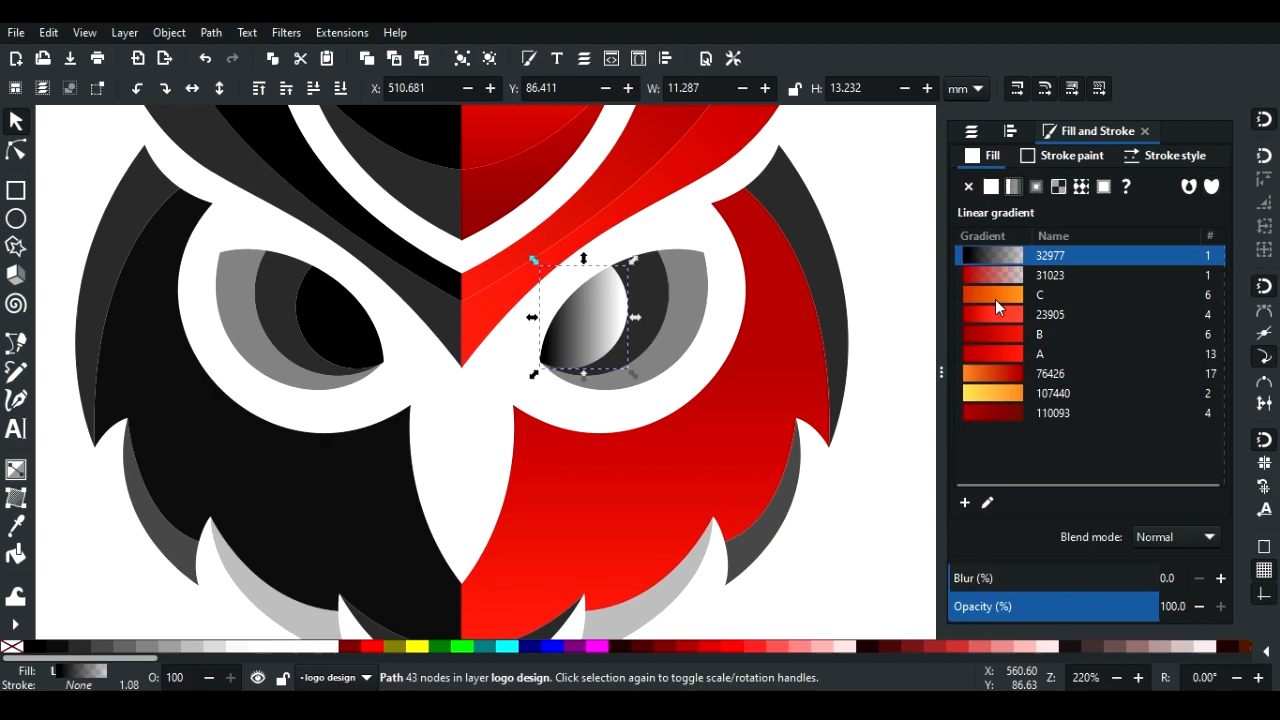 File Edit View Layer Object Path Text Filters Extensions Help
X: 510.681 Y: 86.411 W: 11.287 H: 13.232 mm
Fill and Stroke
Fill Stroke paint Stroke style
?
Linear gradient
Gradient Name #
32977 1
31023 1
C 6
23905 4
B 6
A 13
76426 17
107440 2
110093 4
Blend mode: Normal
Blur (%) 0.0
Opacity (%) 100.0
Fill: L
Stroke: None 1.08
O: 100
•logo design
Path 43 nodes in layer logo design. Click selection again to toggle scale/rotation handles.
X: 560.60
Y: 86.63
Z: 220%
R: 0.00°